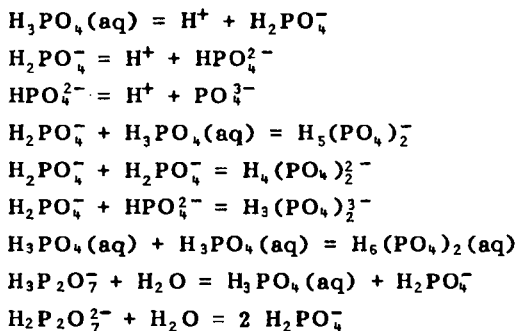 H₃PO₄(aq) = H⁺ + H₂PO₄⁻
H₂PO₄⁻ = H⁺ + HPO₄²⁻
HPO₄²⁻ = H⁺ + PO₄³⁻
H₂PO₄⁻ + H₃PO₄(aq) = H₅(PO₄)₂⁻
H₂PO₄⁻ + H₂PO₄⁻ = H₄(PO₄)₂²⁻
H₂PO₄⁻ + HPO₄²⁻ = H₃(PO₄)₂³⁻
H₃PO₄(aq) + H₃PO₄(aq) = H₆(PO₄)₂(aq)
H₃P₂O₇⁻ + H₂O = H₃PO₄(aq) + H₂PO₄⁻
H₂P₂O₇²⁻ + H₂O = 2 H₂PO₄⁻